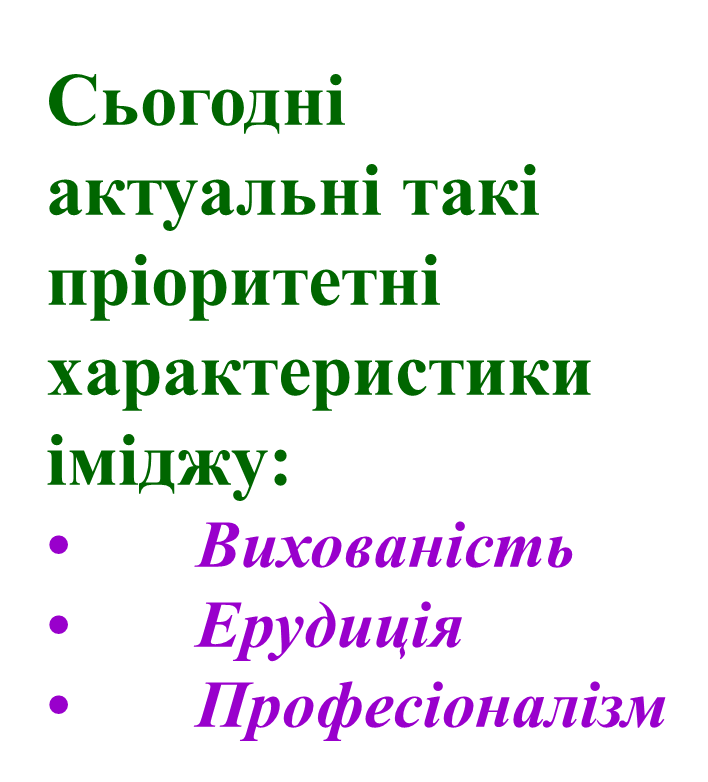 Сьогодні
актуальні такі
пріоритетні
характеристики
іміджу:
• Вихованість
• Ерудиція
• Професіоналізм